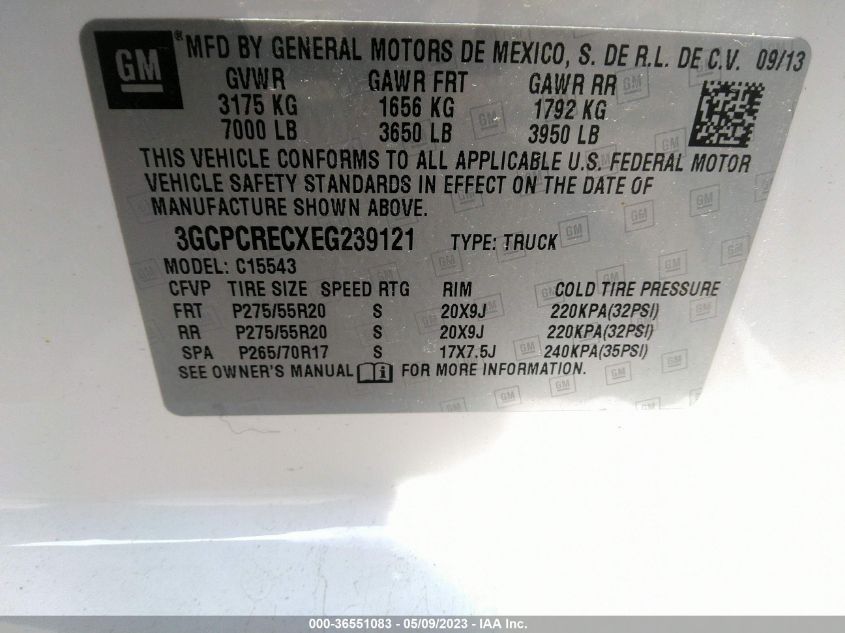 GM ® MFD BY GENERAL MOTORS DE MEXICO, S. DE R.L. DE C.V. 09/13
GVWR GAWR FRT GAWR RR
3175 KG 1656 KG 1792 KG
7000 LB 3650 LB 3950 LB
THIS VEHICLE CONFORMS TO ALL APPLICABLE U.S. FEDERAL MOTOR
VEHICLE SAFETY STANDARDS IN EFFECT ON THE DATE OF
MANUFACTURE SHOWN ABOVE.
3GCPCRECXEG239121 TYPE: TRUCK
MODEL: C15543
CFVP TIRE SIZE SPEED RTG RIM COLD TIRE PRESSURE
FRT P275/55R20 S 20X9J 220KPA(32PSI)
RR P275/55R20 S 20X9J 220KPA(32PSI)
SPA P265/70R17 S 17X7.5J 240KPA(35PSI)
SEE OWNER'S MANUAL FOR MORE INFORMATION.
© 000-36551083 - 05/09/2023 - IAA Inc.